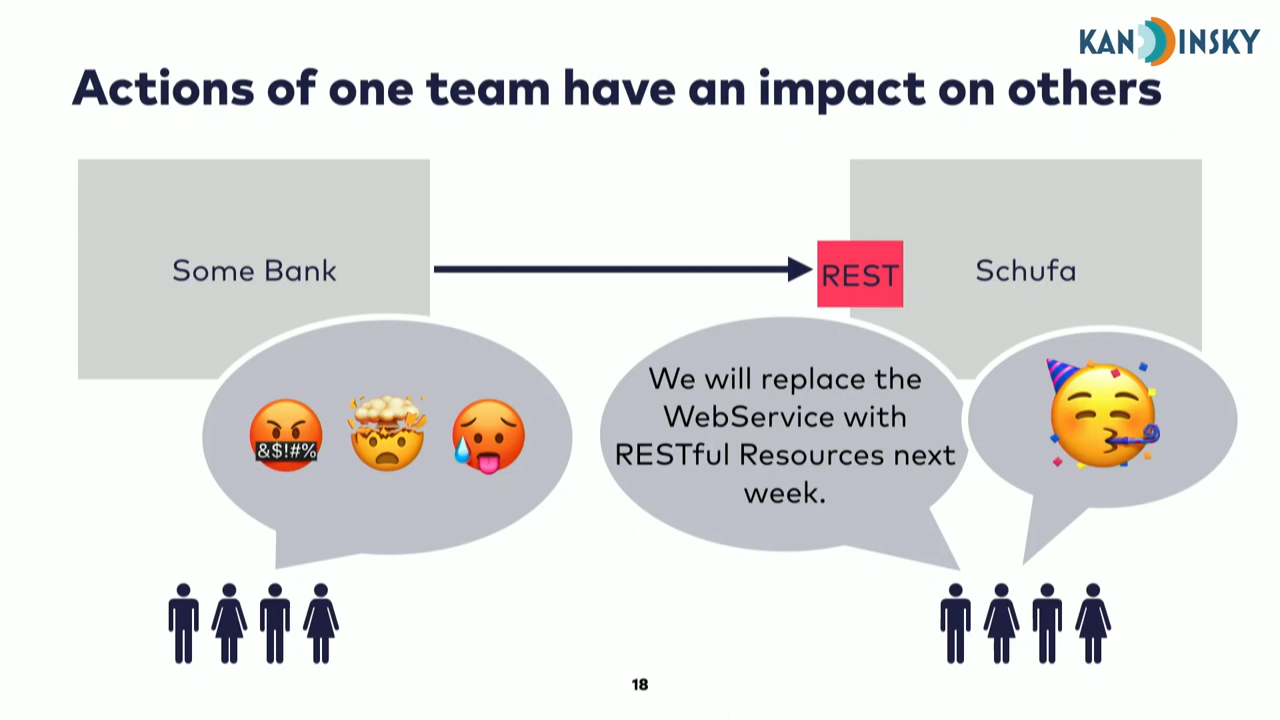 KANDINSKY
Actions of one team have an impact on others
Some Bank
REST
Schufa
We will replace the
WebService with
RESTful Resources next
week.
&$!#%
18